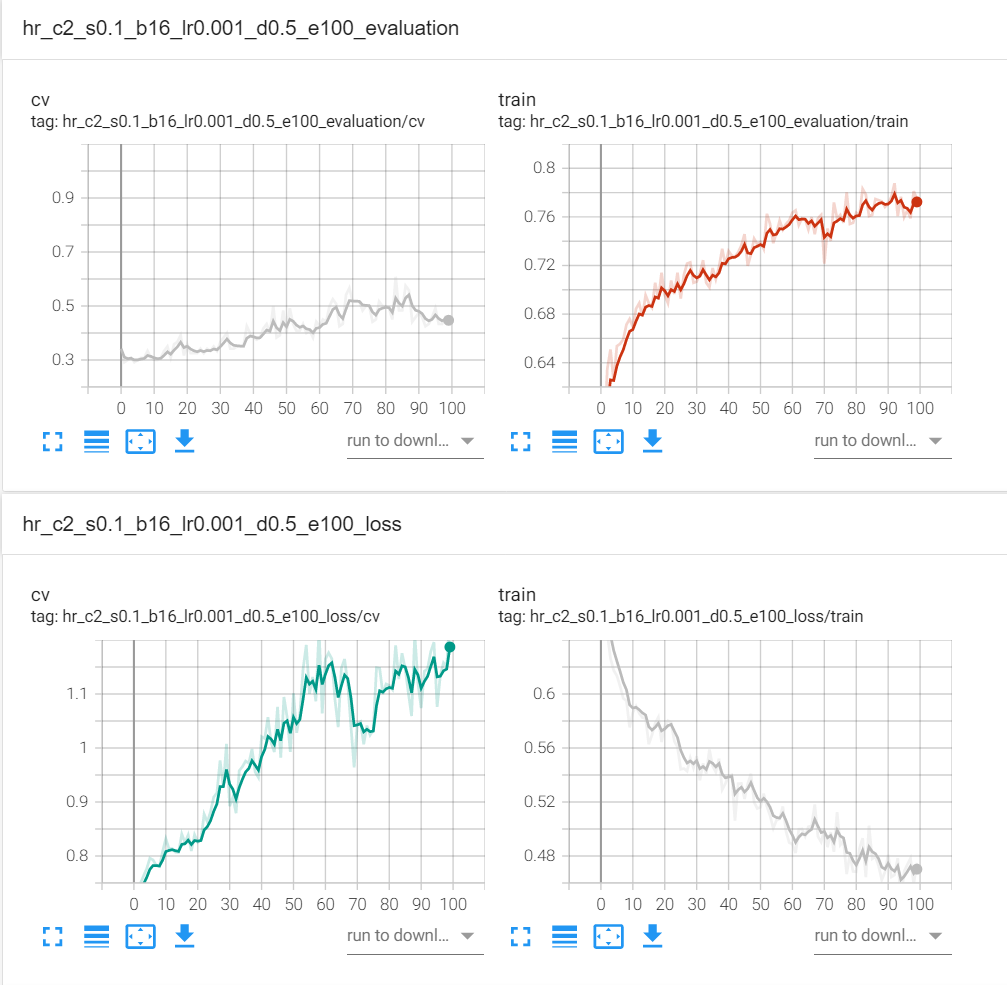 hr_c2_s0.1_b16_lr0.001_d0.5_e100_evaluation
cv
tag: hr_c2_s0.1_b16_lr0.001_d0.5_e100_evaluation/cv
0.9
0.7
0.5
0.3
0 10 20 30 40 50 60 70 80 90 100
run to downl...
train
tag: hr_c2_s0.1_b16_lr0.001_d0.5_e100_evaluation/train
0.8
0.76
0.72
0.68
0.64
0 10 20 30 40 50 60 70 80 90 100
run to downl...
hr_c2_s0.1_b16_lr0.001_d0.5_e100_loss
cv
tag: hr_c2_s0.1_b16_lr0.001_d0.5_e100_loss/cv
1.1
1
0.9
0.8
0 10 20 30 40 50 60 70 80 90 100
run to downl...
train
tag: hr_c2_s0.1_b16_lr0.001_d0.5_e100_loss/train
0.6
0.56
0.52
0.48
0 10 20 30 40 50 60 70 80 90 100
run to downl...